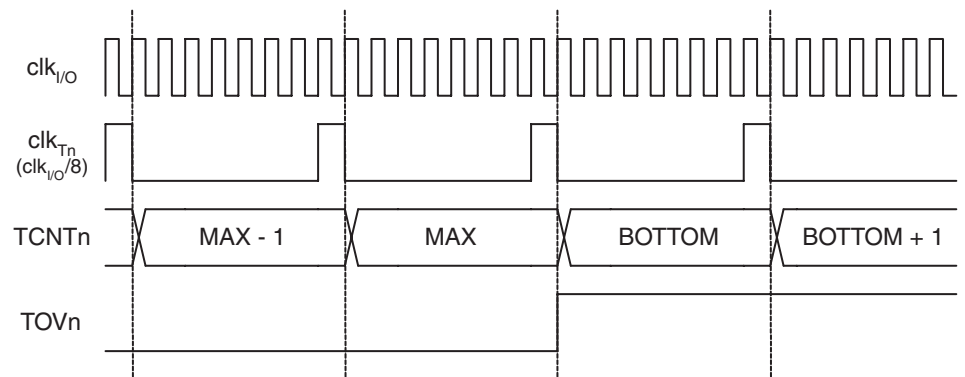 clkI/O
clkTn
(clkI/O/8)
TCNTn
MAX - 1
MAX
BOTTOM
BOTTOM + 1
TOVn